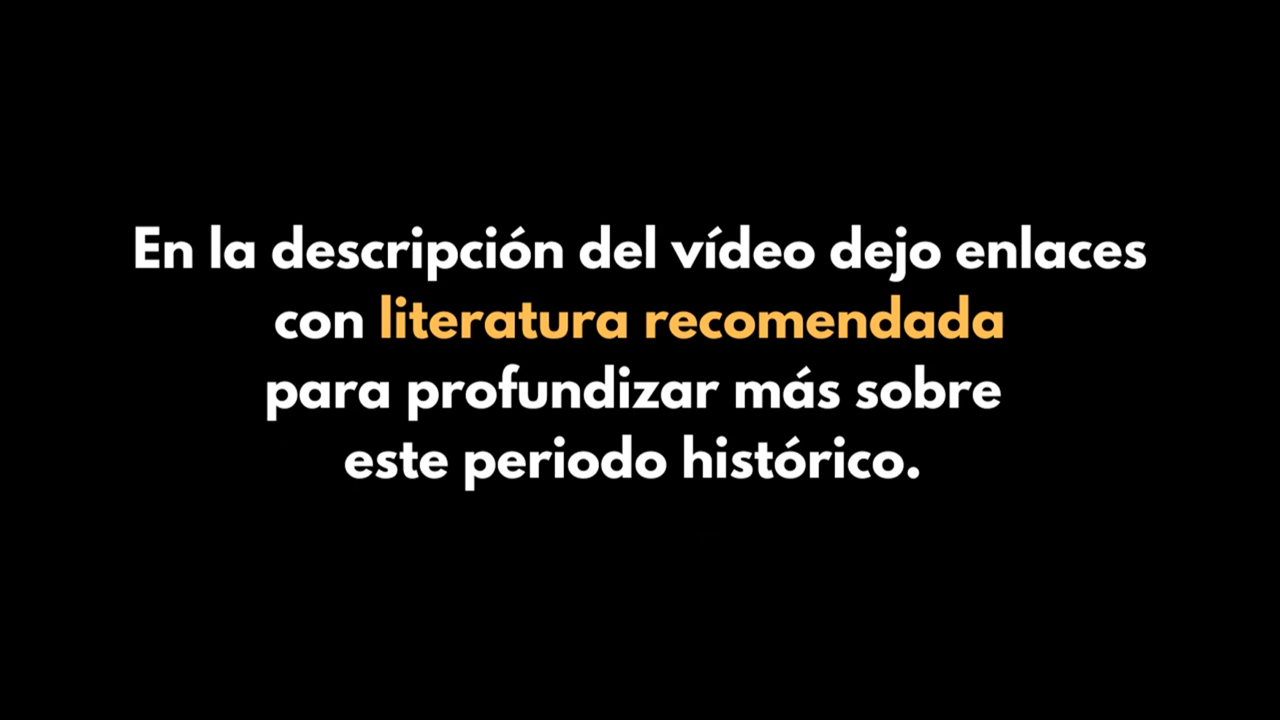 En la descripción del vídeo dejo enlaces
con literatura recomendada
para profundizar más sobre
este periodo histórico.